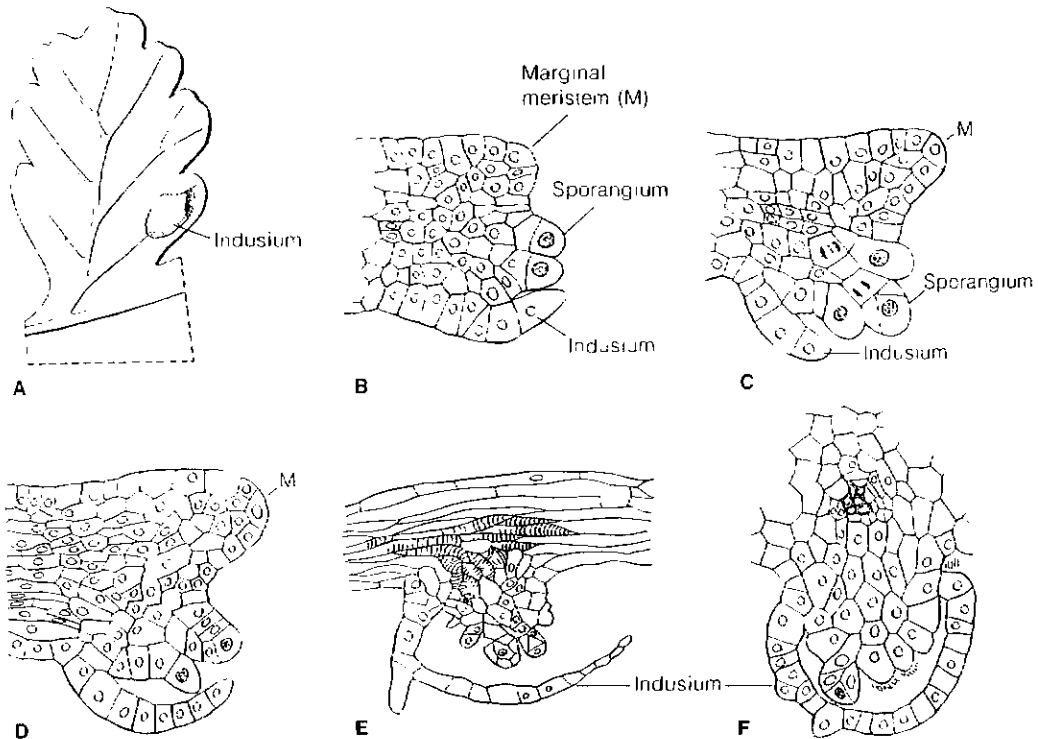 Indusium
A
Marginal
meristem (M)
Sporangium
Indusium
B
M
Sporangium
Indusium
C
M
D
Indusium
E
F